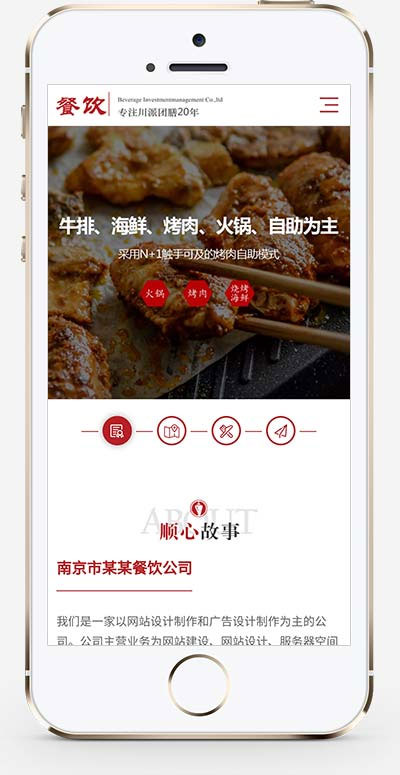 餐饮
Beverage Investmentmanagement Co.,ltd
专注川派团膳20年
牛排、海鲜、烤肉、火锅、自助为主
采用N+1触手可及的烤肉自助模式
火锅
烤肉
烧烤
海鲜
ABOUT
顺心故事
南京市某某餐饮公司
我们是一家以网站设计制作和广告设计制作为主的公
司。公司主营业务为网站建设、网站设计、服务器空间